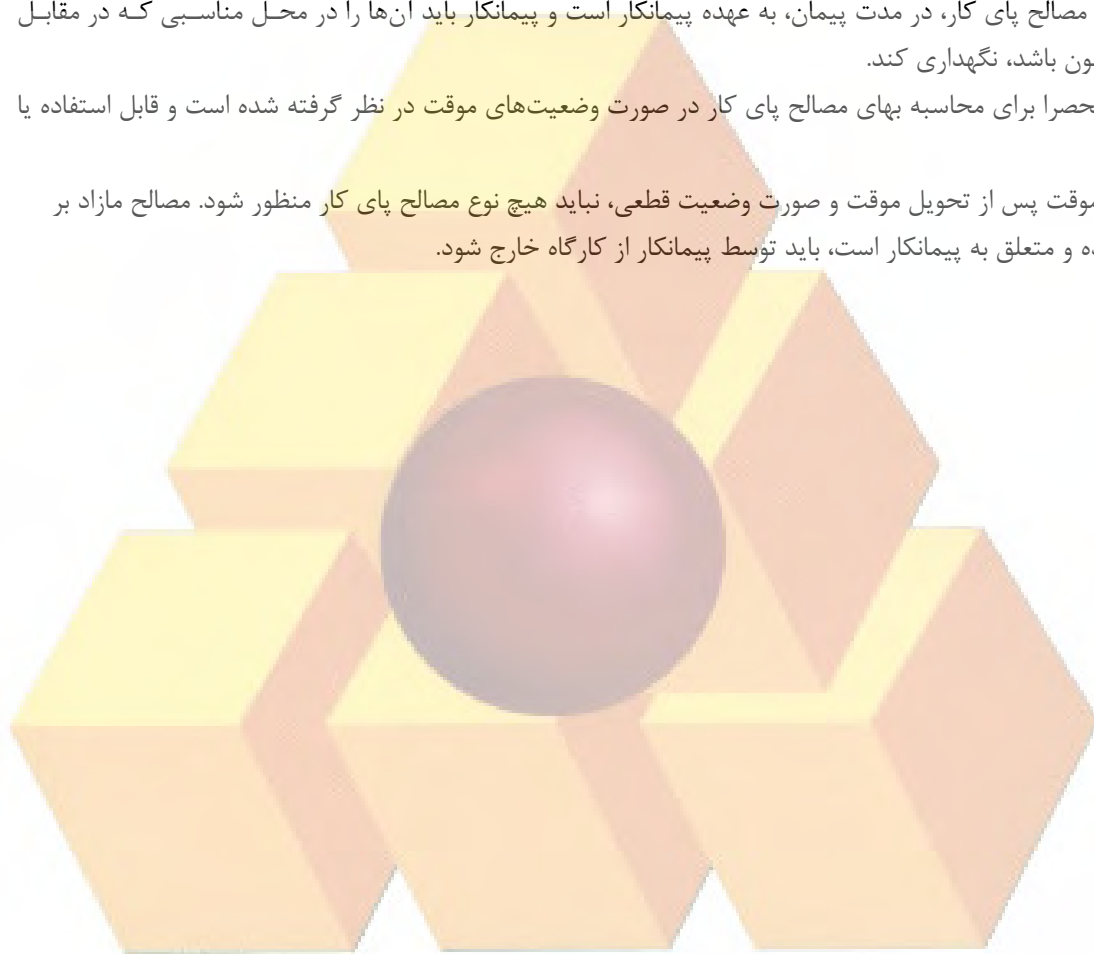 مصالح پای کار، در مدت پیمان، به عهده پیمانکار است و پیمانکار باید آن‌ها را در محل مناسبی که در مقابل
باشد، نگهداری کند.
برای محاسبه بهای مصالح پای کار در صورت وضعیت‌های موقت در نظر گرفته شده است و قابل استفاده یا
موقت پس از تحویل موقت و صورت وضعیت قطعی، نباید هیچ نوع مصالح پای کار منظور شود. مصالح مازاد بر
و متعلق به پیمانکار است، باید توسط پیمانکار از کارگاه خارج شود.